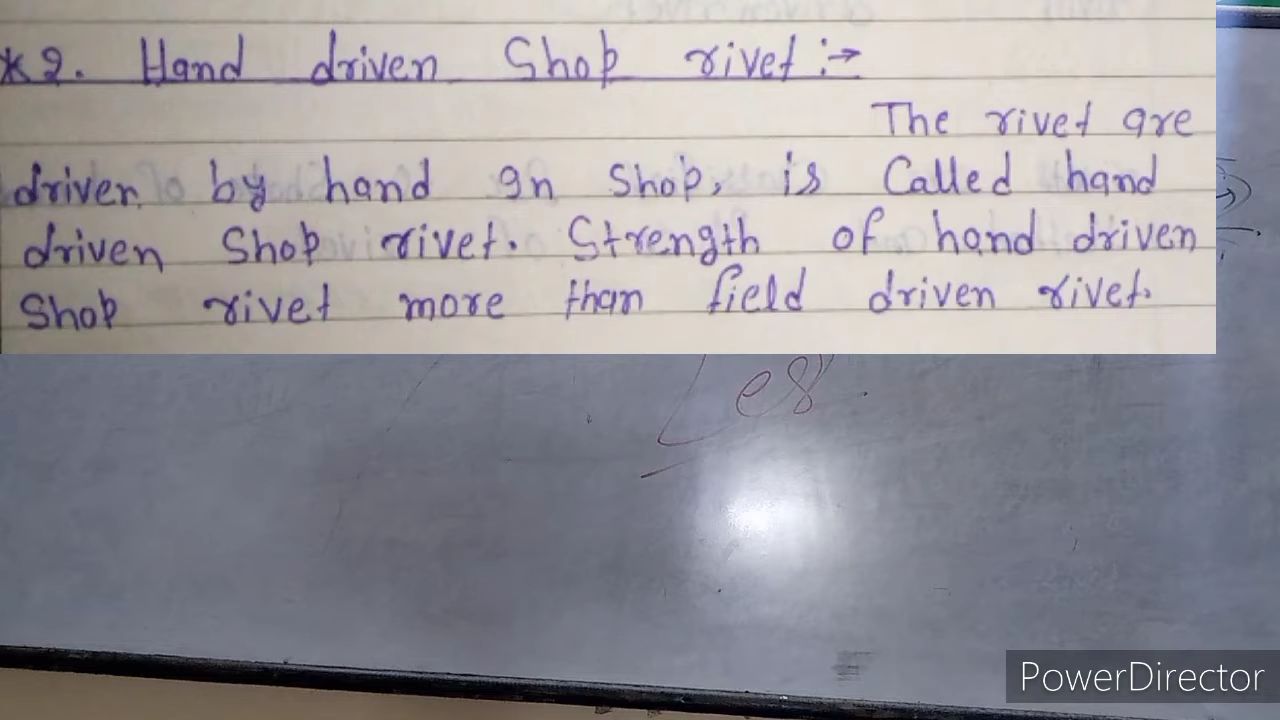 * 2. Hand driven Shop rivet :→
The rivet are
driven by hand In Shop, is Called hand
driven Shop rivet. Strength of hand driven
Shop rivet more than field driven rivet.
PowerDirector